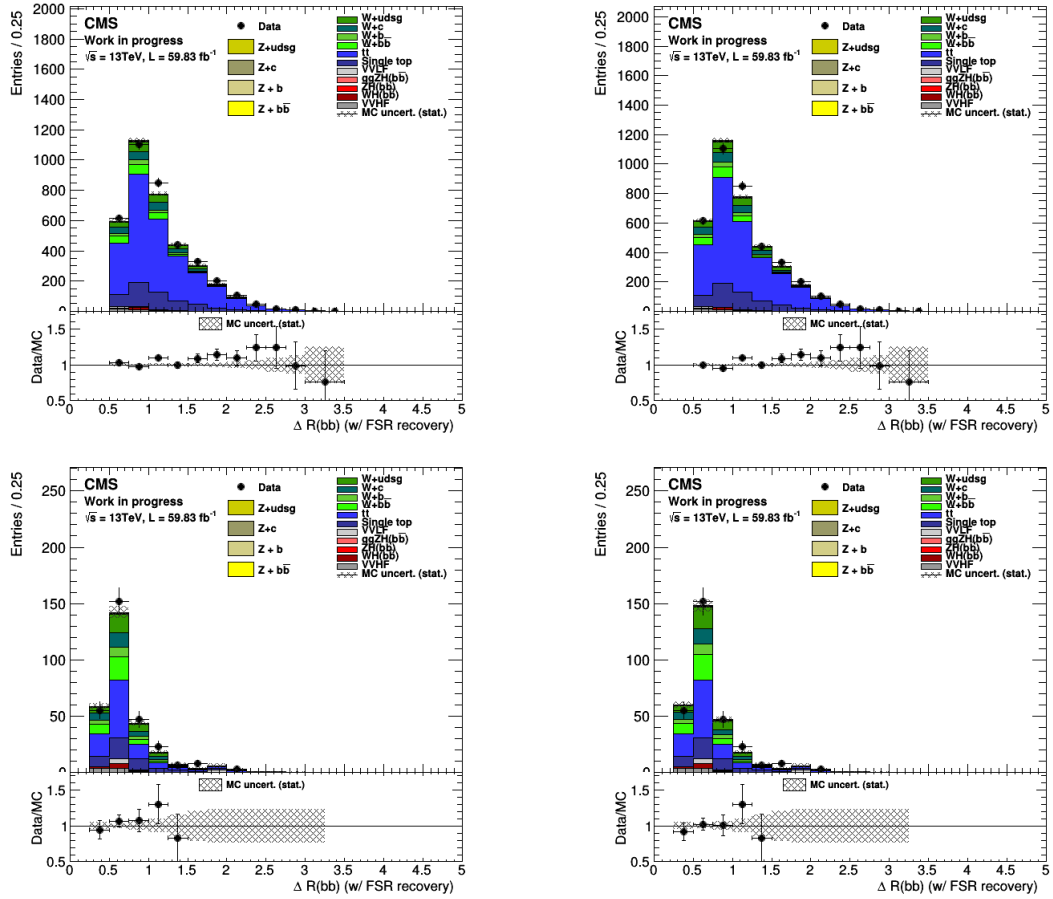 CMS
Work in progress
√s = 13TeV, L = 59.83 fb⁻¹
Data
Z+udsg
Z+c
Z + b
Z + bb̅
W+udsg
W+c
W+b
W+bb̅
tt̅
Single top
VVLF
ggZH(bb̅)
ZH(bb̅)
WH(bb̅)
VVHF
MC uncert. (stat.)
Entries / 0.25
2000
1800
1600
1400
1200
1000
800
600
400
200
0
MC uncert. (stat.)
Data/MC
1.5
1
0.5
0 0.5 1 1.5 2 2.5 3 3.5 4 4.5 5
Δ R(bb) (w/ FSR recovery)
CMS
Work in progress
√s = 13TeV, L = 59.83 fb⁻¹
Data
Z+udsg
Z+c
Z + b
Z + bb̅
W+udsg
W+c
W+b
W+bb̅
tt̅
Single top
VVLF
ggZH(bb̅)
ZH(bb̅)
WH(bb̅)
VVHF
MC uncert. (stat.)
Entries / 0.25
2000
1800
1600
1400
1200
1000
800
600
400
200
0
MC uncert. (stat.)
Data/MC
1.5
1
0.5
0 0.5 1 1.5 2 2.5 3 3.5 4 4.5 5
Δ R(bb) (w/ FSR recovery)
CMS
Work in progress
√s = 13TeV, L = 59.83 fb⁻¹
Data
Z+udsg
Z+c
Z + b
Z + bb̅
W+udsg
W+c
W+b
W+bb̅
tt̅
Single top
VVLF
ggZH(bb̅)
ZH(bb̅)
WH(bb̅)
VVHF
MC uncert. (stat.)
Entries / 0.25
250
200
150
100
50
0
MC uncert. (stat.)
Data/MC
1.5
1
0.5
0 0.5 1 1.5 2 2.5 3 3.5 4 4.5 5
Δ R(bb) (w/ FSR recovery)
CMS
Work in progress
√s = 13TeV, L = 59.83 fb⁻¹
Data
Z+udsg
Z+c
Z + b
Z + bb̅
W+udsg
W+c
W+b
W+bb̅
tt̅
Single top
VVLF
ggZH(bb̅)
ZH(bb̅)
WH(bb̅)
VVHF
MC uncert. (stat.)
Entries / 0.25
250
200
150
100
50
0
MC uncert. (stat.)
Data/MC
1.5
1
0.5
0 0.5 1 1.5 2 2.5 3 3.5 4 4.5 5
Δ R(bb) (w/ FSR recovery)